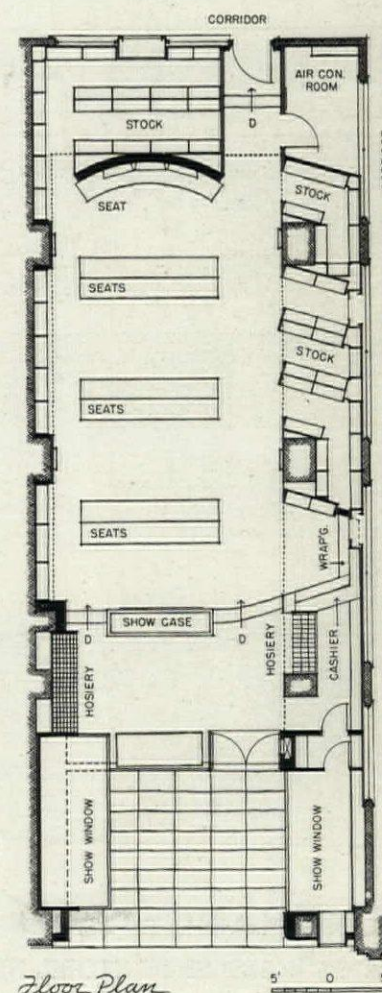 CORRIDOR
AIR CON.
ROOM
STOCK
D
STOCK
SEAT
SEATS
STOCK
SEATS
SEATS
WRAP'G.
SHOW CASE
D
D
HOSIERY
HOSIERY
CASHIER
SHOW WINDOW
SHOW WINDOW
Floor Plan
5' 0